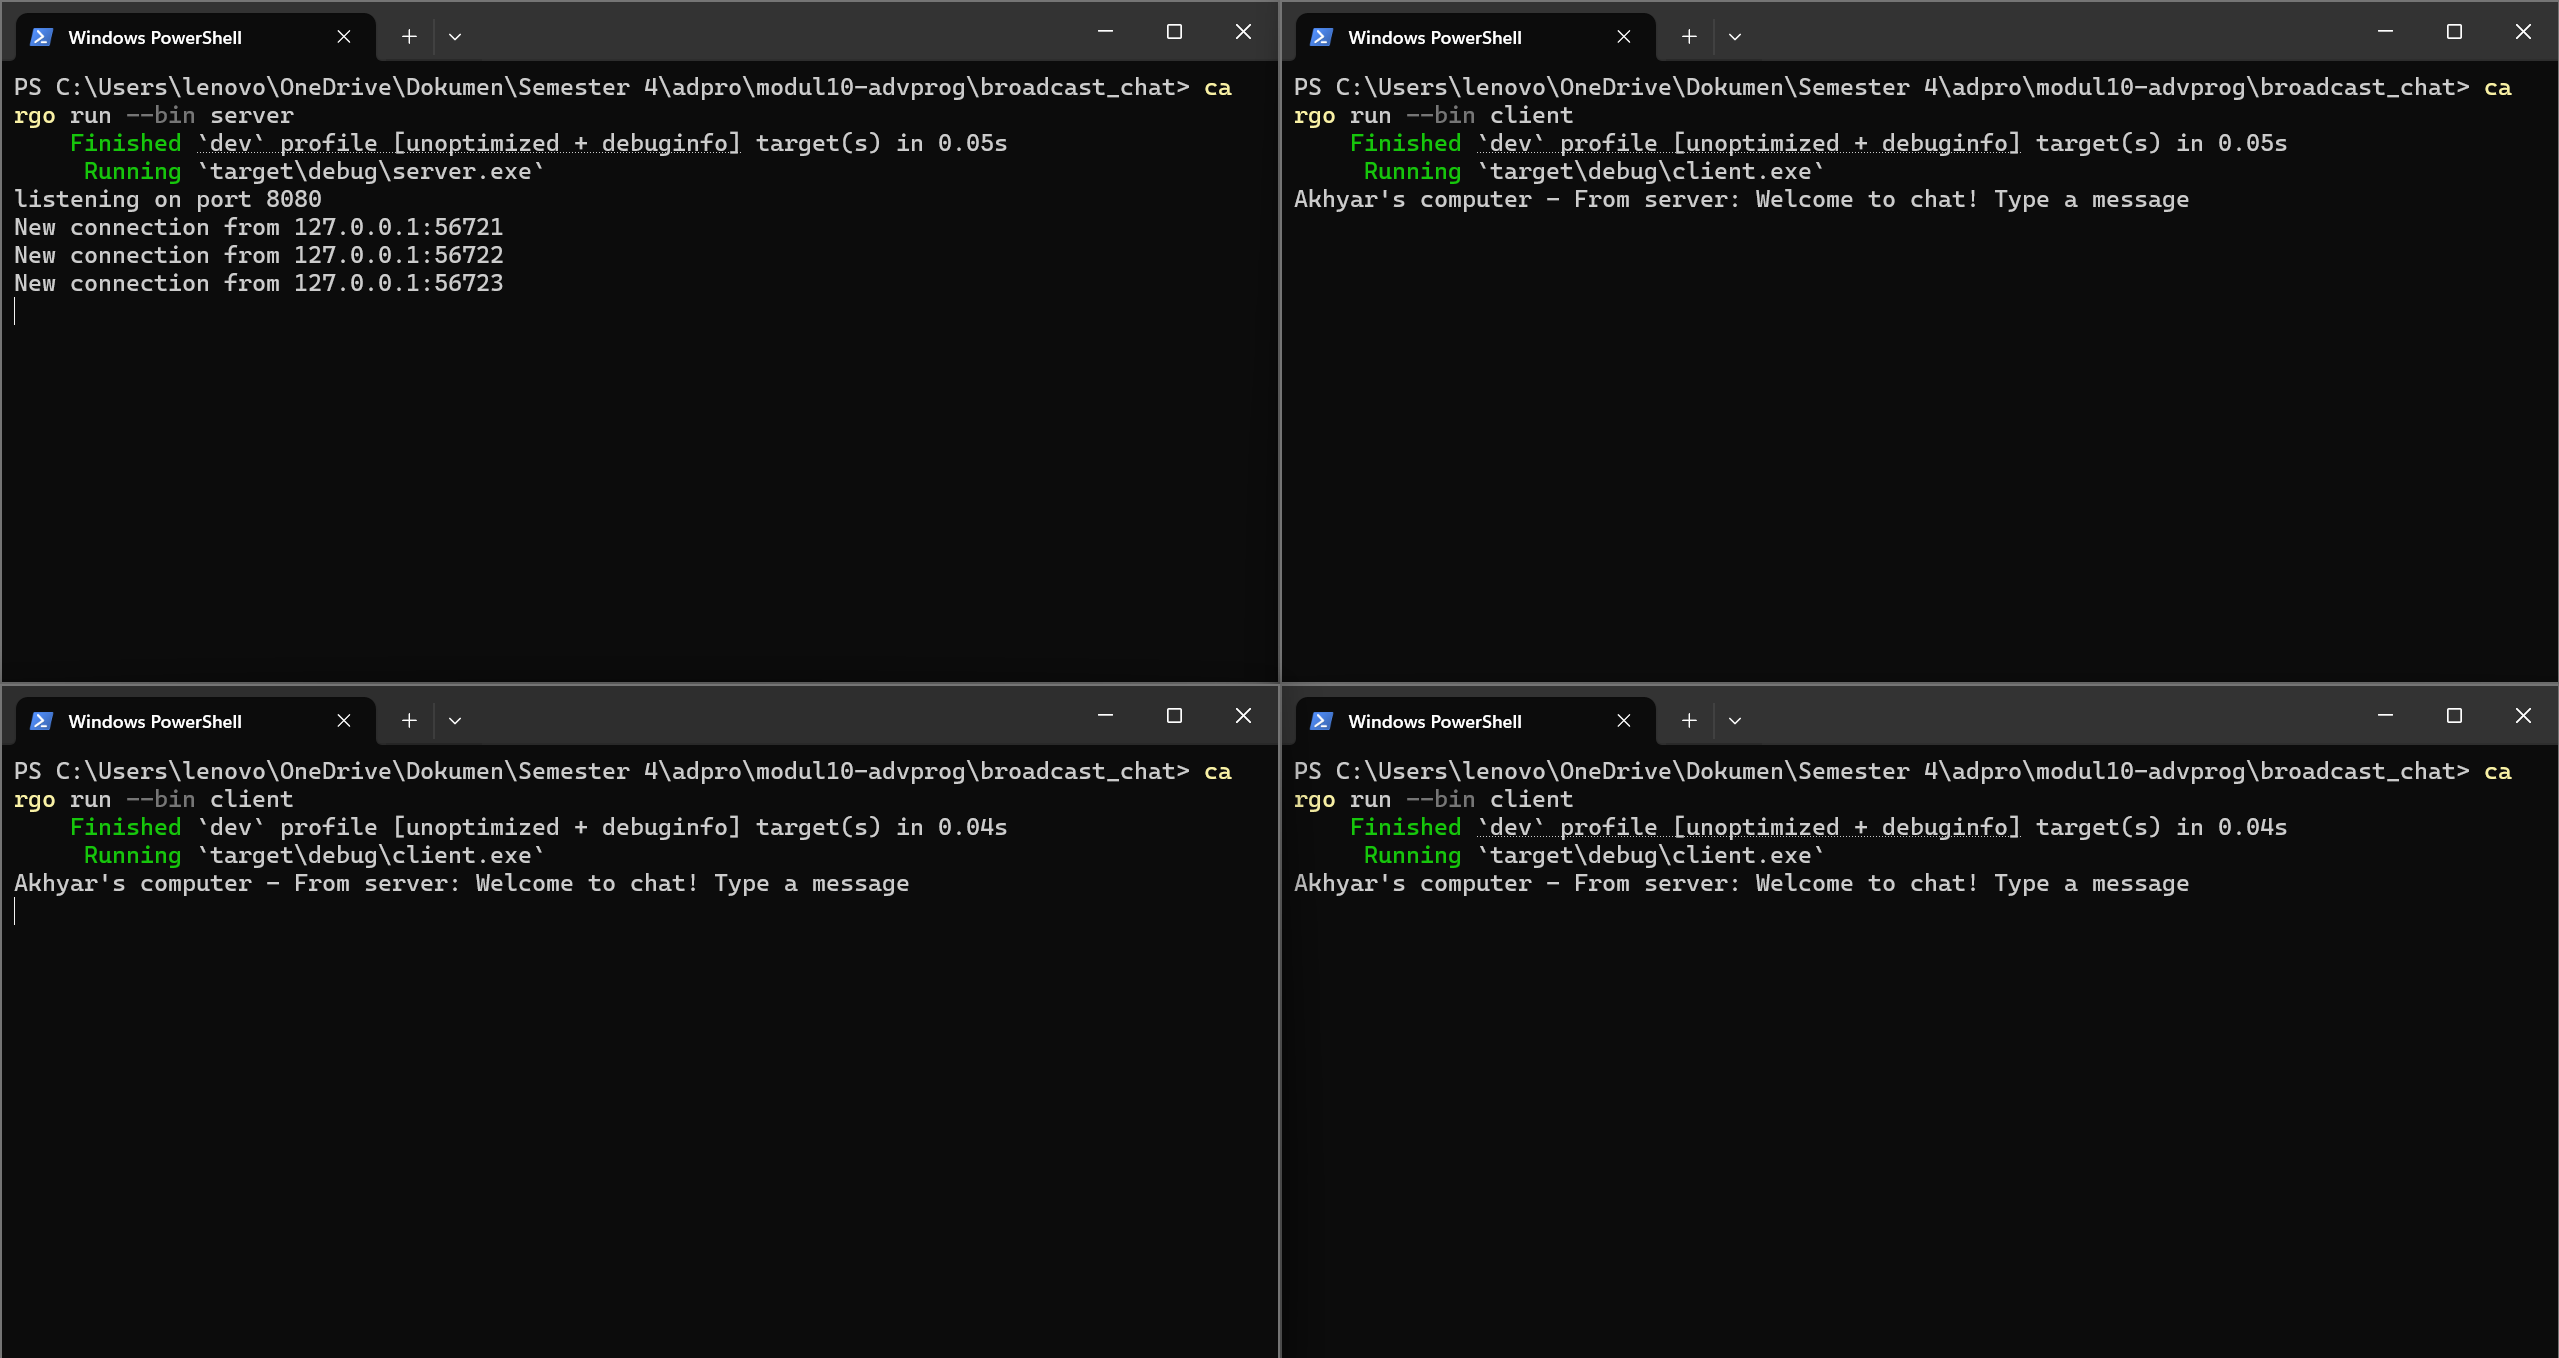 Windows PowerShell
PS C:\Users\lenovo\OneDrive\Dokumen\Semester 4\adpro\modul10-advprog\broadcast_chat> ca
rgo run --bin server
Finished `dev` profile [unoptimized + debuginfo] target(s) in 0.05s
Running `target\debug\server.exe`
listening on port 8080
New connection from 127.0.0.1:56721
New connection from 127.0.0.1:56722
New connection from 127.0.0.1:56723
Windows PowerShell
PS C:\Users\lenovo\OneDrive\Dokumen\Semester 4\adpro\modul10-advprog\broadcast_chat> ca
rgo run --bin client
Finished `dev` profile [unoptimized + debuginfo] target(s) in 0.05s
Running `target\debug\client.exe`
Akhyar's computer - From server: Welcome to chat! Type a message
Windows PowerShell
PS C:\Users\lenovo\OneDrive\Dokumen\Semester 4\adpro\modul10-advprog\broadcast_chat> ca
rgo run --bin client
Finished `dev` profile [unoptimized + debuginfo] target(s) in 0.04s
Running `target\debug\client.exe`
Akhyar's computer - From server: Welcome to chat! Type a message
Windows PowerShell
PS C:\Users\lenovo\OneDrive\Dokumen\Semester 4\adpro\modul10-advprog\broadcast_chat> ca
rgo run --bin client
Finished `dev` profile [unoptimized + debuginfo] target(s) in 0.04s
Running `target\debug\client.exe`
Akhyar's computer - From server: Welcome to chat! Type a message